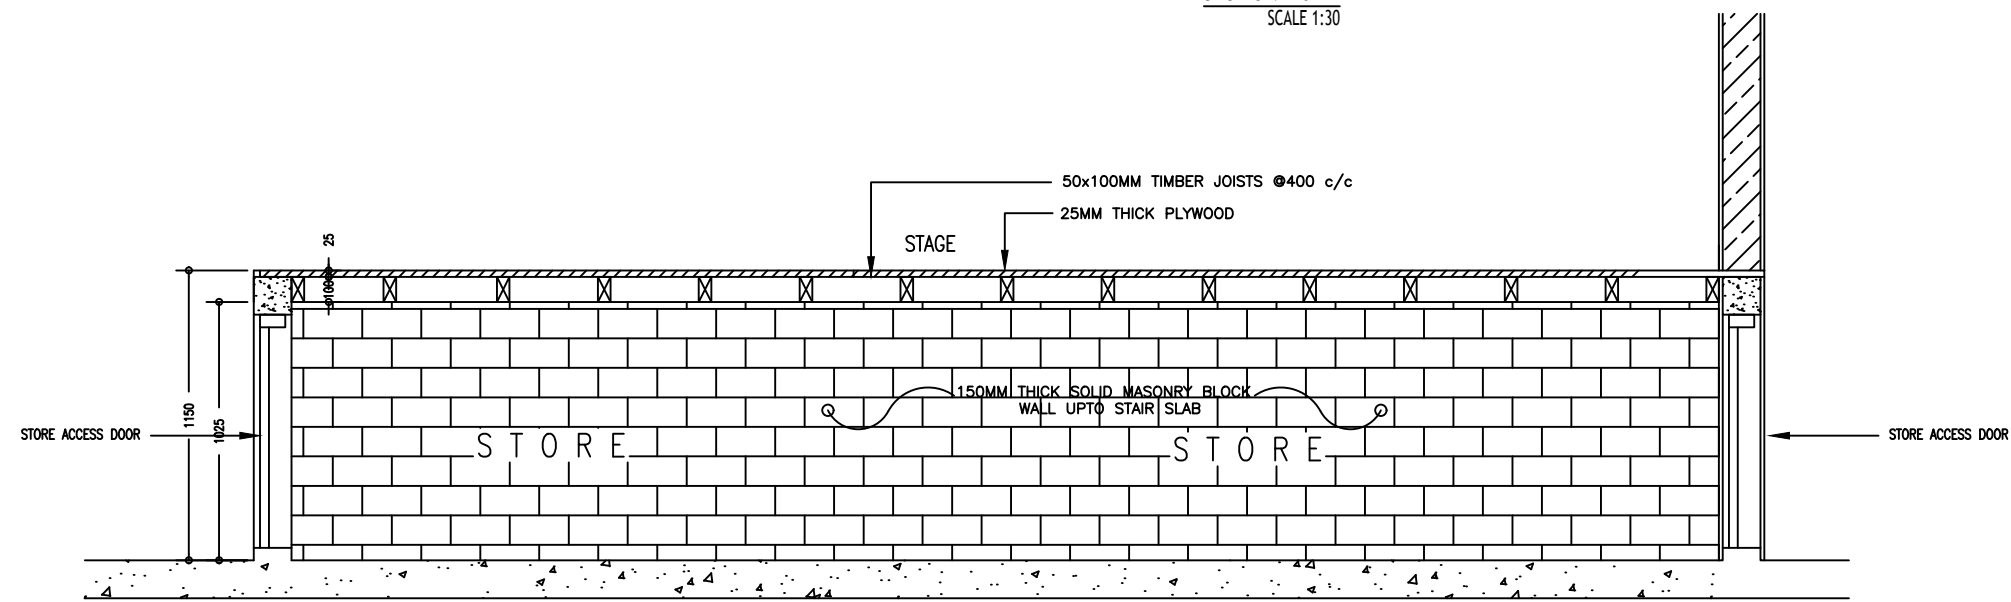 SCALE 1:30
50x100MM TIMBER JOISTS @400 c/c
25MM THICK PLYWOOD
STAGE
25
100
1150
1025
150MM THICK SOLID MASONRY BLOCK
WALL UPTO STAIR SLAB
STORE ACCESS DOOR
STORE
STORE
STORE ACCESS DOOR